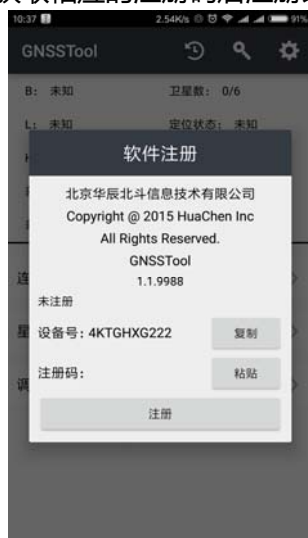 10:37
2.54K/s
91%
GNSSTool
B: 未知
卫星数: 0/6
L: 未知
定位状态: 未知
软件注册
北京华辰北斗信息技术有限公司
Copyright @ 2015 HuaChen Inc
All Rights Reserved.
GNSSTool
1.1.9988
未注册
设备号: 4KTGHXG222
复制
注册码:
粘贴
注册